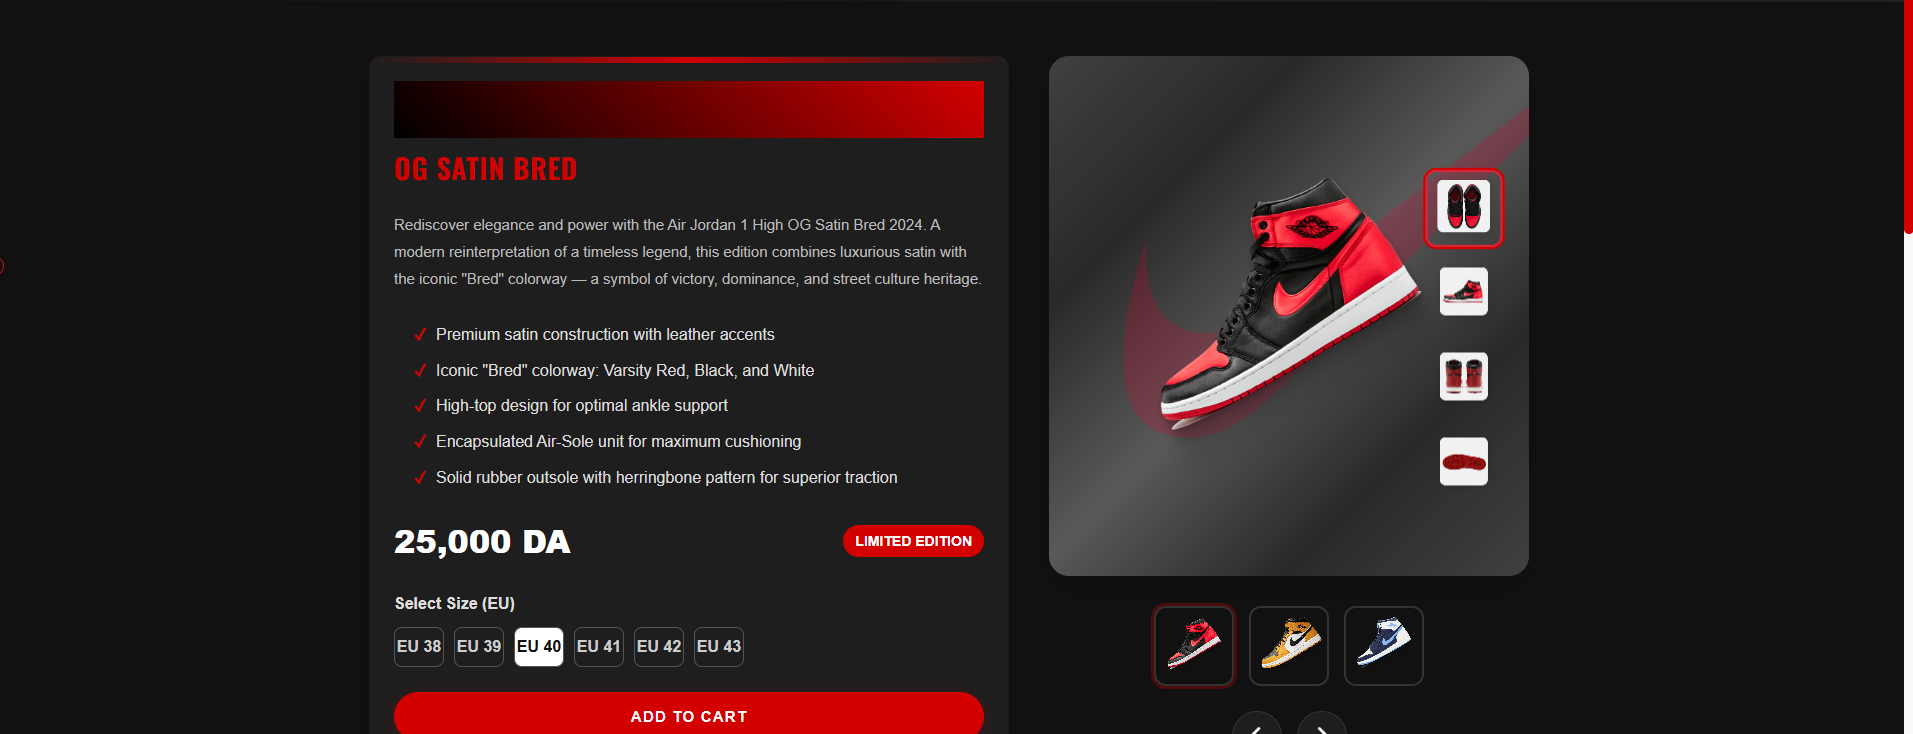 OG SATIN BRED
Rediscover elegance and power with the Air Jordan 1 High OG Satin Bred 2024. A
modern reinterpretation of a timeless legend, this edition combines luxurious satin with
the iconic "Bred" colorway — a symbol of victory, dominance, and street culture heritage.
✓ Premium satin construction with leather accents
✓ Iconic "Bred" colorway: Varsity Red, Black, and White
✓ High-top design for optimal ankle support
✓ Encapsulated Air-Sole unit for maximum cushioning
✓ Solid rubber outsole with herringbone pattern for superior traction
25,000 DA
LIMITED EDITION
Select Size (EU)
EU 38 EU 39 EU 40 EU 41 EU 42 EU 43
ADD TO CART